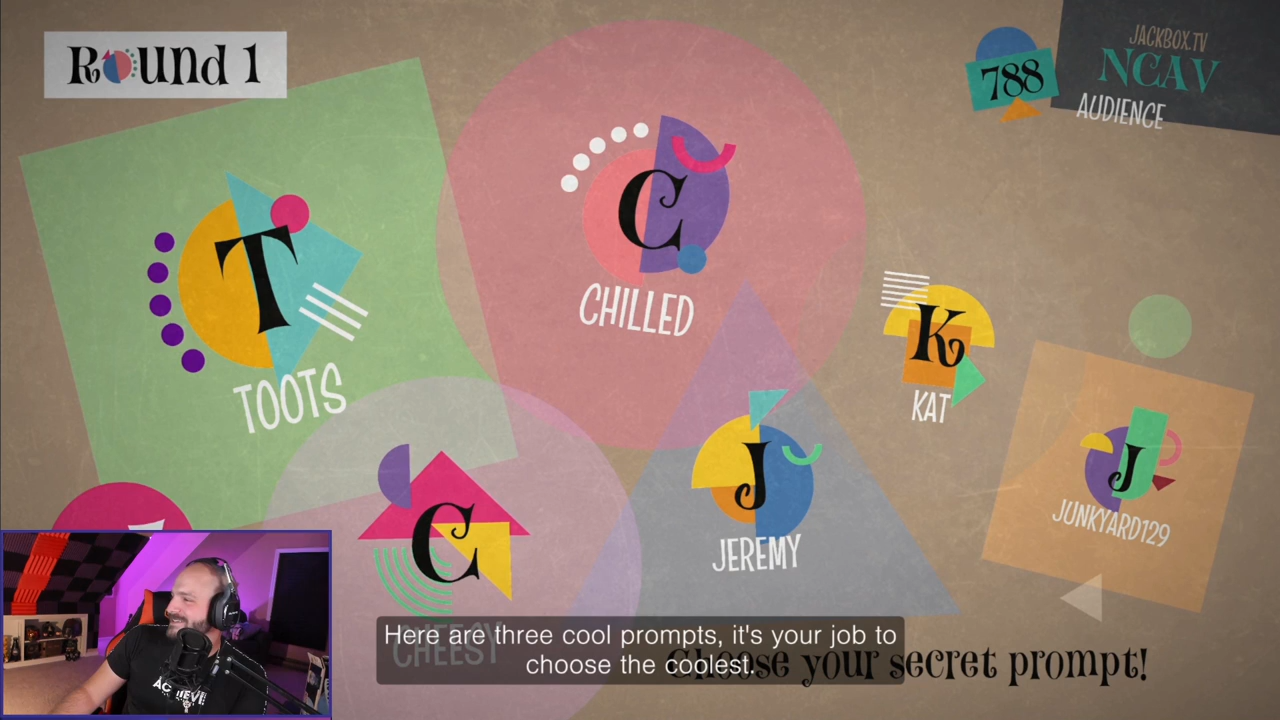 Round 1
JACKBOX.TV
NCAV
788
AUDIENCE
T
TOOTS
C
CHILLED
K
KAT
J
JEREMY
J
JUNKYARD129
C
CHEESY
Here are three cool prompts, it's your job to
choose the coolest.
Choose your secret prompt!